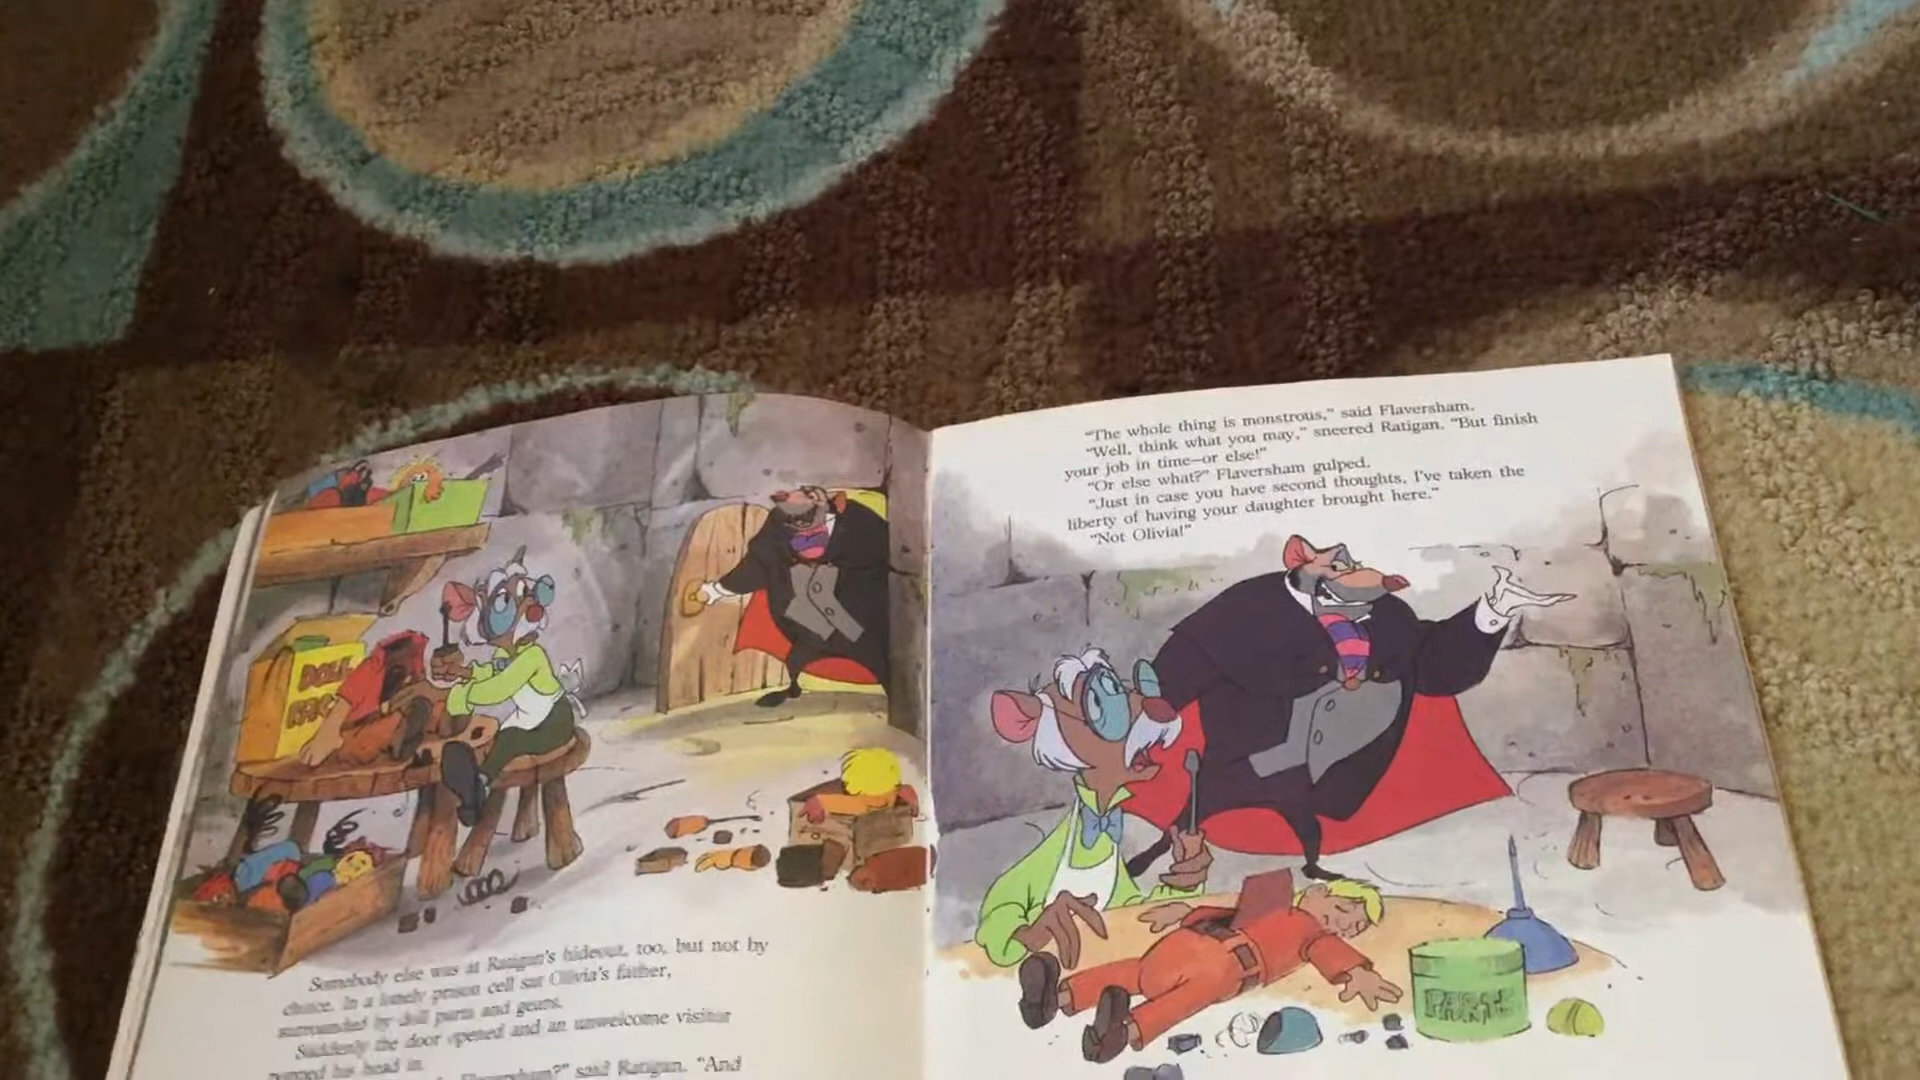 DOLL
Somebody else was at Ratigan's hideout, too, but not by
choice. In a lonely prison cell sat Olivia's father,
surrounded by doll parts and gears.
Suddenly the door opened and an unwelcome visitor
popped his head in.
Flaversham?" said Ratigan. "And
"The whole thing is monstrous," said Flaversham.
"Well, think what you may," sneered Ratigan. "But finish
your job in time—or else!"
"Or else what?" Flaversham gulped.
"Just in case you have second thoughts, I've taken the
liberty of having your daughter brought here."
"Not Olivia!"